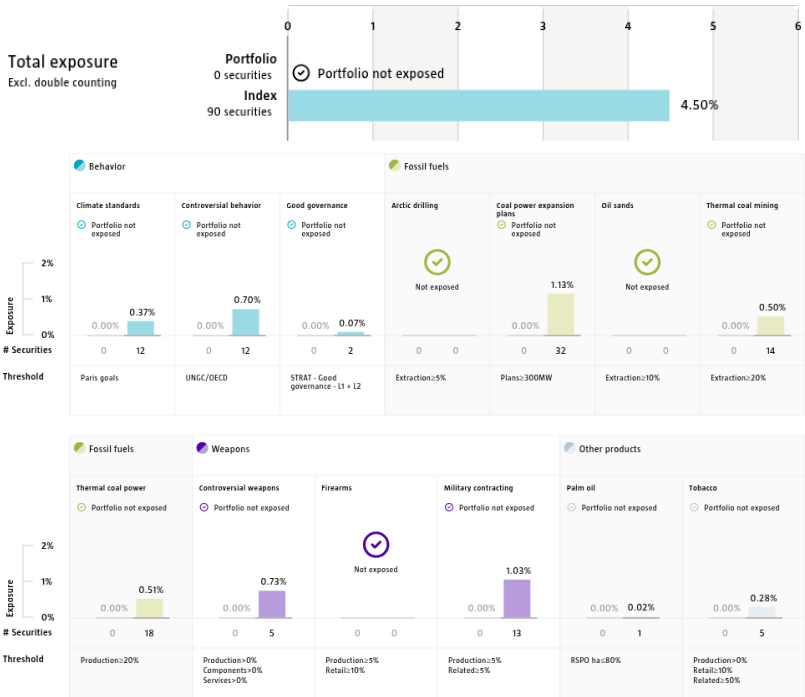 0 1 2 3 4 5 6
Total exposure
Excl. double counting
Portfolio
0 securities
Portfolio not exposed
Index
90 securities
4.50%
Behavior
Fossil fuels
Climate standards
Controversial behavior
Good governance
Arctic drilling
Coal power expansion
plans
Oil sands
Thermal coal mining
Portfolio not
exposed
Portfolio not
exposed
Portfolio not
exposed
Portfolio not
exposed
Portfolio not
exposed
Not exposed
Not exposed
Exposure
2%
1%
0%
0.00% 0.37%
0.00% 0.70%
0.00% 0.07%
0.00% 1.13%
0.00% 0.50%
# Securities 0 12 0 12 0 2 0 0 0 32 0 0 0 14
Threshold
Paris goals
UNGC/OECD
STRAT - Good
governance - L1 + L2
Extraction≥5%
Plans≥300MW
Extraction≥10%
Extraction≥20%
Fossil fuels
Weapons
Other products
Thermal coal power
Controversial weapons
Firearms
Military contracting
Palm oil
Tobacco
Portfolio not exposed
Portfolio not exposed
Portfolio not exposed
Portfolio not exposed
Portfolio not exposed
Not exposed
Exposure
2%
1%
0%
0.00% 0.51%
0.00% 0.73%
0.00% 1.03%
0.00% 0.02%
0.00% 0.28%
# Securities 0 18 0 5 0 0 0 13 0 1 0 5
Threshold
Production≥20%
Production>0%
Components>0%
Services>0%
Production≥5%
Retail≥10%
Production≥5%
Related≥5%
RSPO ha≤80%
Production>0%
Retail≥10%
Related≥50%